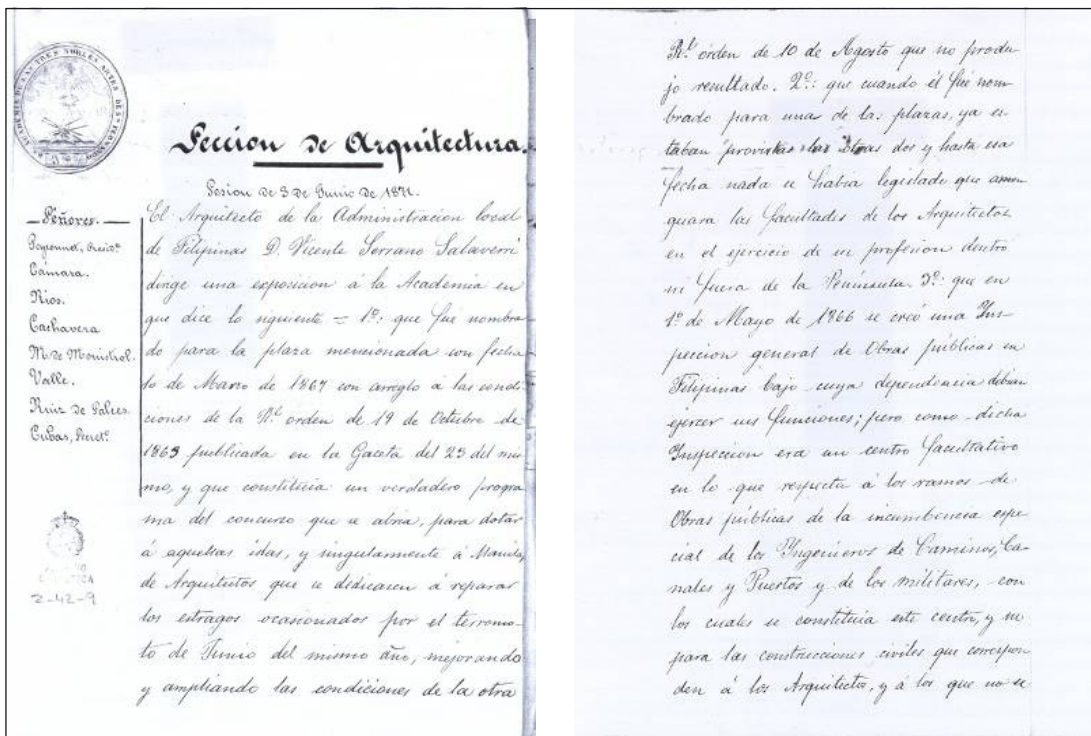 Seccion de Arquitectura.
Sesion de 3 de Junio de 1871.
Señores.
Peyronnet, Presid.te
Cámara.
Rios.
Cachavera
M. de Monistrol.
Valle.
Ruiz de Salces.
Cubas, Secret.º
El Arquitecto de la Administracion local
de Filipinas D. Vicente Serrano Salaverri
dirige una exposicion á la Academia en
que dice lo siguiente = 1º: que fué nombra-
do para la plaza mencionada con fecha
de Marzo de 1867 con arreglo á las condi
ciones de la Rl. orden de 19 de Octubre de
1863 publicada en la Gaceta del 25 del mis
mo, y que constituia un verdadero progra
ma del concurso que se abria, para dotar
á aquellas islas, y singularmente á Manila,
de Arquitectos que se dedicasen á reparar
los estragos ocasionados por el terremo-
to de Junio del mismo año, mejorando
y ampliando las condiciones de la otra
2-42-9
Rl. órden de 10 de Agosto que no produ-
jo resultado. 2º: que cuando él fué nom-
brado para una de las plazas, ya es
taban provistas las otras dos y hasta esa
fecha nada se habia legislado que amen
guara las facultades de los Arquitectos
en el ejercicio de su profesion dentro
ni fuera de la Península. 3º: que en
1º de Mayo de 1866 se creó una Ins-
peccion general de Obras públicas en
Filipinas bajo cuya dependencia debian
ejercer sus funciones; pero como dicha
Inspeccion era un centro facultativo
en lo que respecta á los ramos de
Obras públicas de la incumbencia espe-
cial de los Ingenieros de Caminos, Ca-
nales y Puertos y de los militares, con
los cuales se constituia este centro, y no
para las construcciones civiles que correspon
den á los Arquitectos, y á los que no se